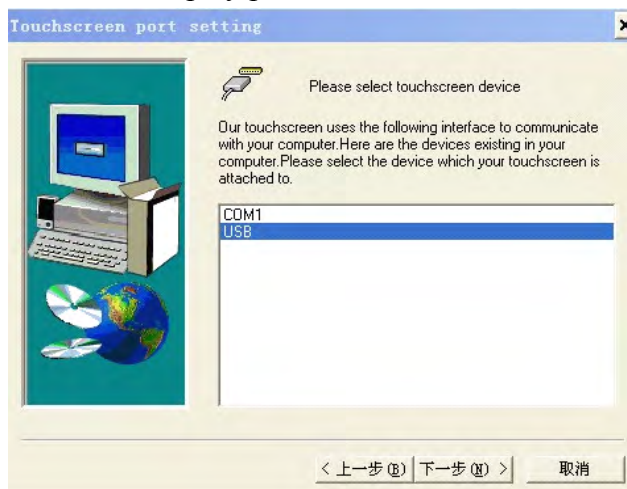 Touchscreen port setting
Please select touchscreen device
Our touchscreen uses the following interface to communicate
with your computer.Here are the devices existing in your
computer.Please select the device which your touchscreen is
attached to.
COM1
USB
< 上一步(B) 下一步(N) > 取消